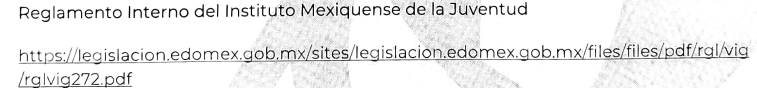 Reglamento Interno del Instituto Mexiquense de la Juventud
https://legislacion.edomex.gob.mx/sites/legislacion.edomex.gob.mx/files/files/pdf/rgl/vig
/rglvig272.pdf